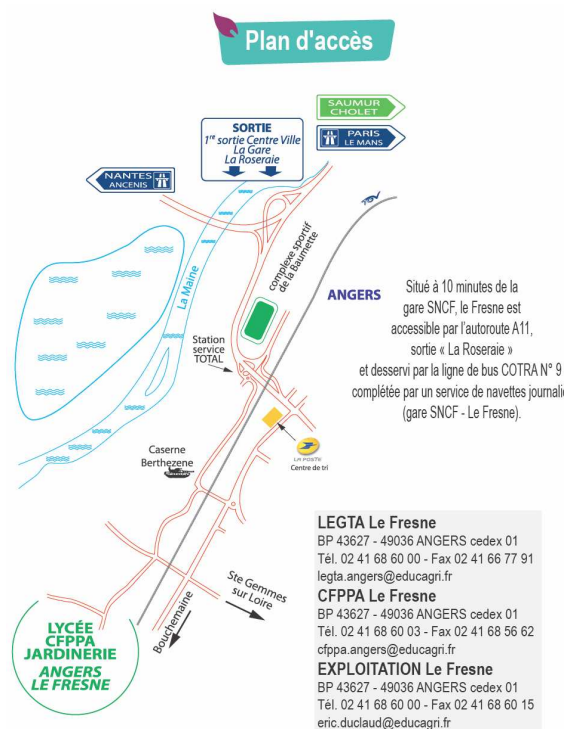 Plan d'accès
SAUMUR
CHOLET
SORTIE
1re sortie Centre Ville
La Gare
La Roseraie
PARIS
LE MANS
NANTES
ANCENIS
La Maine
complexe sportif
de la Baumette
ANGERS
Situé à 10 minutes de la
gare SNCF, le Fresne est
accessible par l'autoroute A11,
sortie « La Roseraie »
et desservi par la ligne de bus COTRA N° 9
complétée par un service de navettes journali
(gare SNCF - Le Fresne).
Station
service
TOTAL
LA POSTE
Centre de tri
Caserne
Berthezene
Ste Gemmes
sur Loire
Bouchemaine
LYCÉE
CFPPA
JARDINERIE
ANGERS
LE FRESNE
LEGTA Le Fresne
BP 43627 - 49036 ANGERS cedex 01
Tél. 02 41 68 60 00 - Fax 02 41 66 77 91
legta.angers@educagri.fr
CFPPA Le Fresne
BP 43627 - 49036 ANGERS cedex 01
Tél. 02 41 68 60 03 - Fax 02 41 68 56 62
cfppa.angers@educagri.fr
EXPLOITATION Le Fresne
BP 43627 - 49036 ANGERS cedex 01
Tél. 02 41 68 60 00 - Fax 02 41 68 60 15
eric.duclaud@educagri.fr